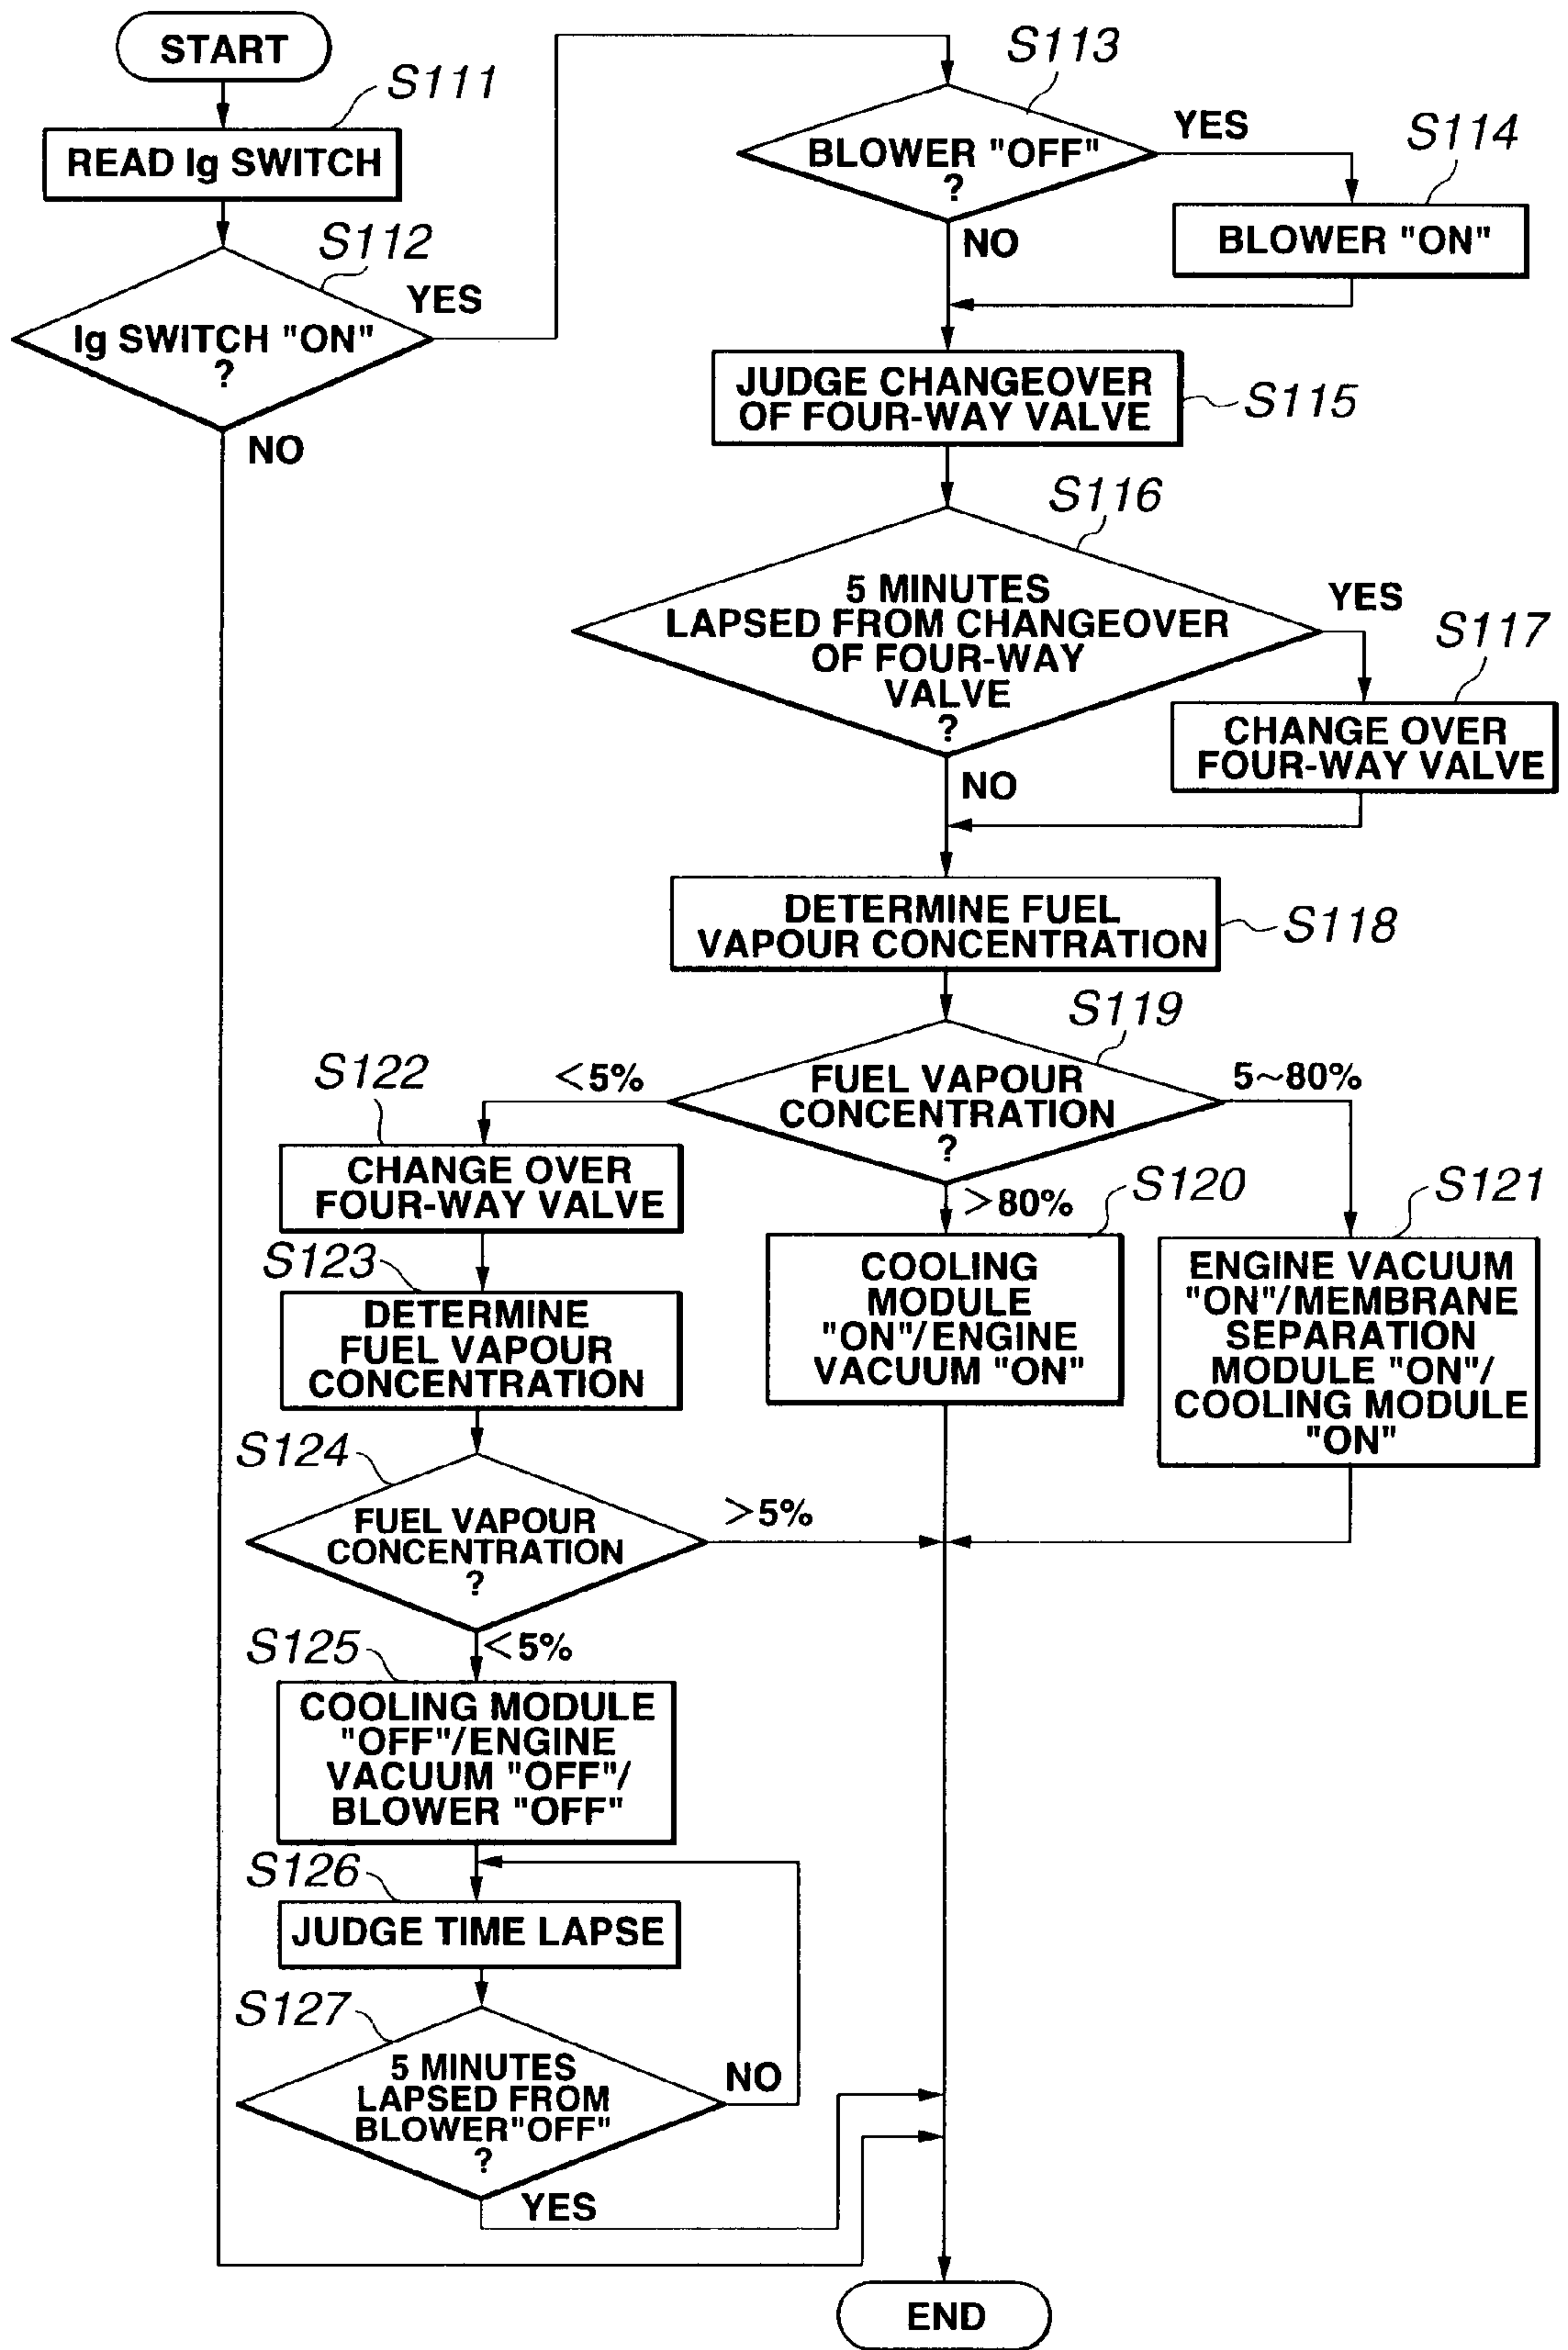 START
S111
READ Ig SWITCH
S112
Ig SWITCH "ON"
?
YES
NO
S113
BLOWER "OFF"
?
YES
NO
S114
BLOWER "ON"
JUDGE CHANGEOVER
OF FOUR-WAY VALVE
S115
S116
5 MINUTES
LAPSED FROM CHANGEOVER
OF FOUR-WAY
VALVE
?
YES
NO
S117
CHANGE OVER
FOUR-WAY VALVE
DETERMINE FUEL
VAPOUR CONCENTRATION
S118
S119
FUEL VAPOUR
CONCENTRATION
?
<5%
5~80%
>80%
S120
COOLING
MODULE
"ON"/ENGINE
VACUUM "ON"
S121
ENGINE VACUUM
"ON"/MEMBRANE
SEPARATION
MODULE "ON"/
COOLING MODULE
"ON"
S122
CHANGE OVER
FOUR-WAY VALVE
S123
DETERMINE
FUEL VAPOUR
CONCENTRATION
S124
FUEL VAPOUR
CONCENTRATION
?
>5%
<5%
S125
COOLING MODULE
"OFF"/ENGINE
VACUUM "OFF"/
BLOWER "OFF"
S126
JUDGE TIME LAPSE
S127
5 MINUTES
LAPSED FROM
BLOWER"OFF"
?
NO
YES
END